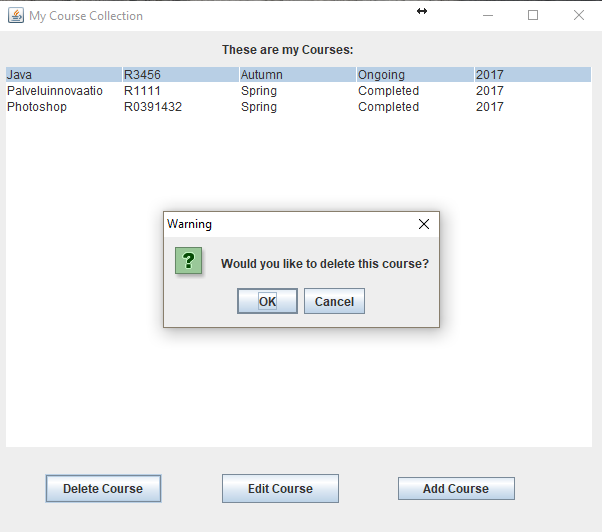 My Course Collection
These are my Courses:
Java R3456 Autumn Ongoing 2017
Palveluinnovaatio R1111 Spring Completed 2017
Photoshop R0391432 Spring Completed 2017
Warning
? Would you like to delete this course?
OK Cancel
Delete Course Edit Course Add Course